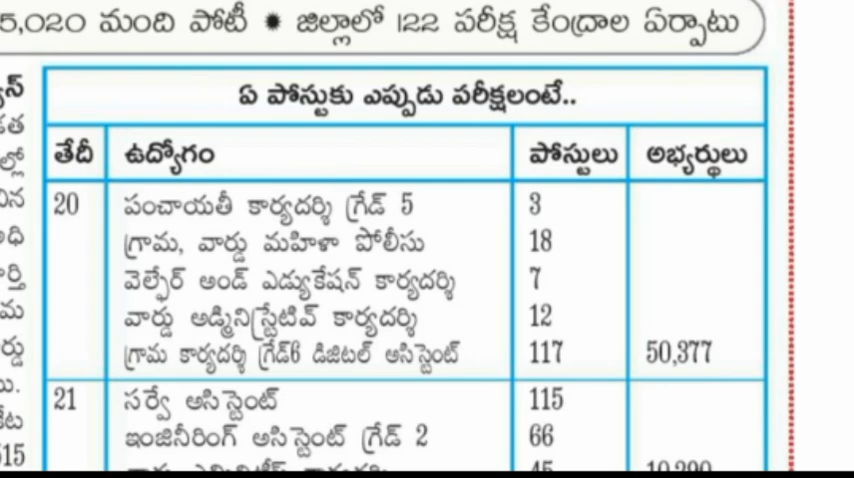 5,020 మంది పోటీ ✹ జిల్లాలో 122 పరీక్ష కేంద్రాల ఏర్పాటు
ఏ పోస్టుకు ఎప్పుడు పరీక్షలంటే..
తేదీ ఉద్యోగం పోస్టులు అభ్యర్థులు
20 పంచాయతీ కార్యదర్శి గ్రేడ్ 5 3
గ్రామ, వార్డు మహిళా పోలీసు 18
వెల్ఫేర్ అండ్ ఎడ్యుకేషన్ కార్యదర్శి 7
వార్డు అడ్మినిస్ట్రేటివ్ కార్యదర్శి 12
గ్రామ కార్యదర్శి గ్రేడ్6 డిజిటల్ అసిస్టెంట్ 117 50,377
21 సర్వే అసిస్టెంట్ 115
ఇంజినీరింగ్ అసిస్టెంట్ గ్రేడ్ 2 66